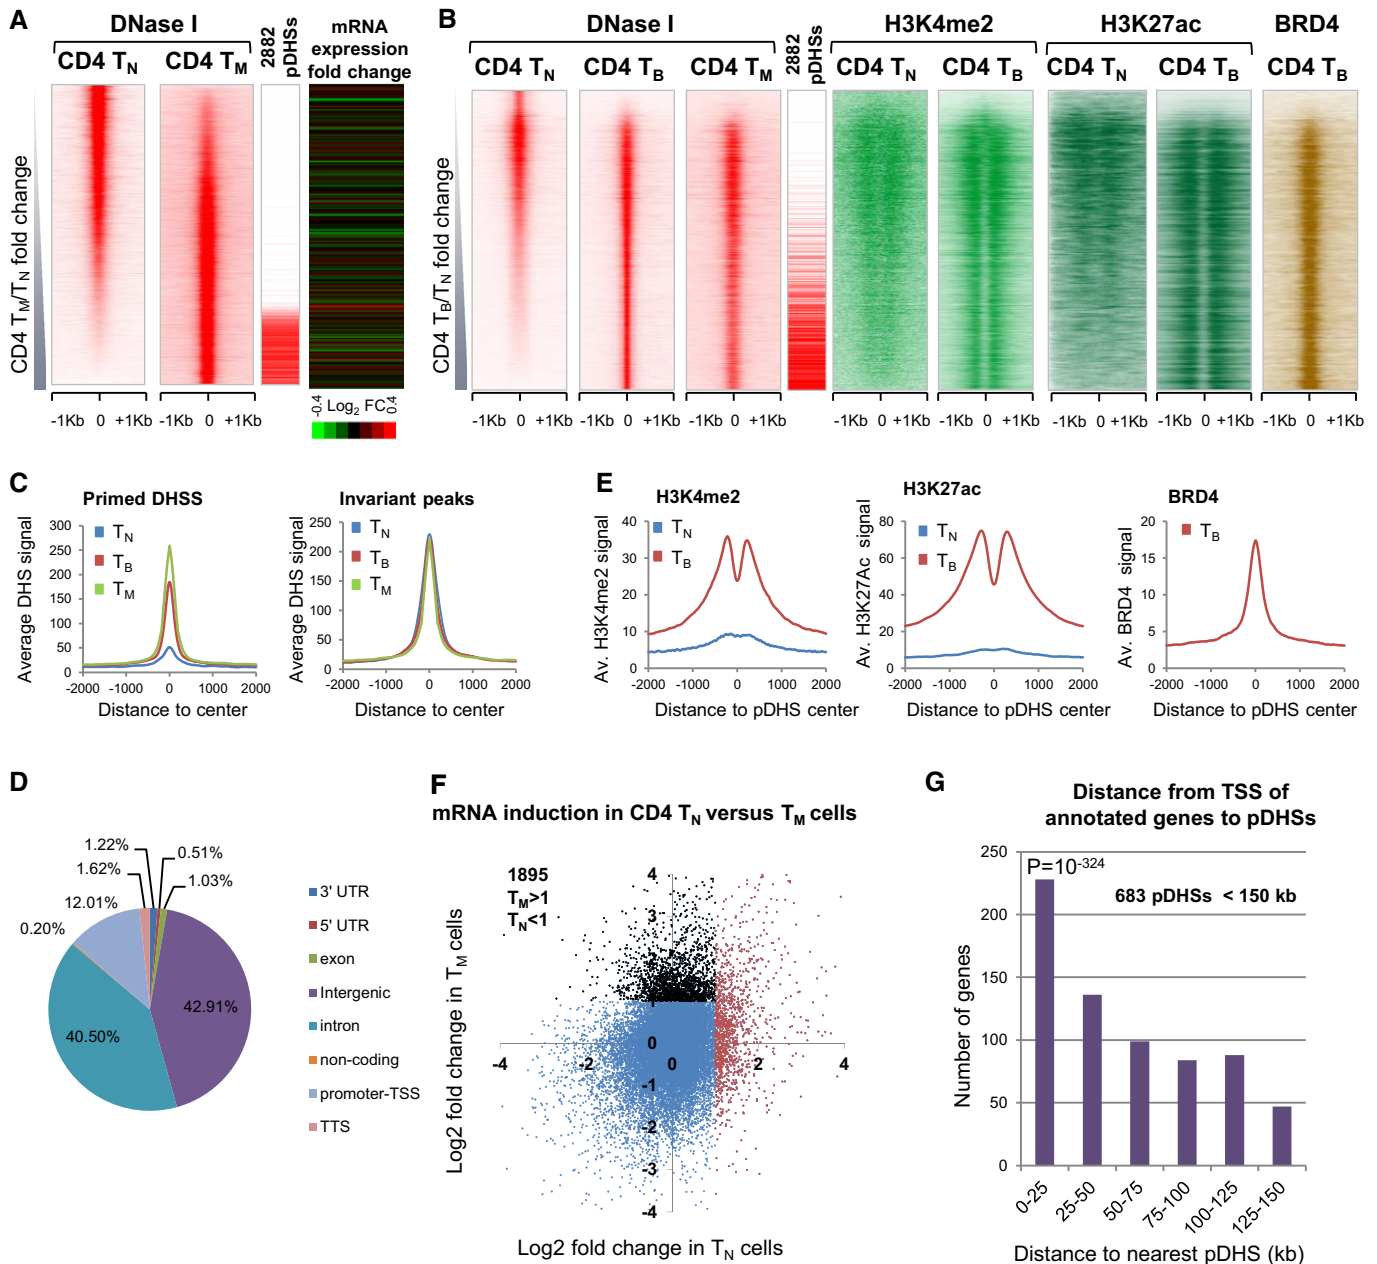 A
DNase I
CD4 TN
CD4 TM
2882
pDHSs
mRNA
expression
fold change
CD4 TM/TN fold change
-1Kb 0 +1Kb
-1Kb 0 +1Kb
-0.4 Log2 FC 0.4
B
DNase I
H3K4me2
H3K27ac
BRD4
CD4 TN
CD4 TB
CD4 TM
2882
pDHSs
CD4 TN
CD4 TB
CD4 TN
CD4 TB
CD4 TB
CD4 TB/TN fold change
-1Kb 0 +1Kb
-1Kb 0 +1Kb
-1Kb 0 +1Kb
-1Kb 0 +1Kb
-1Kb 0 +1Kb
-1Kb 0 +1Kb
-1Kb 0 +1Kb
-1Kb 0 +1Kb
C
Primed DHSS
Average DHS signal
300
250
200
150
100
50
0
TN
TB
TM
-2000 -1000 0 1000 2000
Distance to center
Invariant peaks
Average DHS signal
250
200
150
100
50
0
TN
TB
TM
-2000 -1000 0 1000 2000
Distance to center
E
H3K4me2
Av. H3K4me2 signal
40
30
20
10
0
TN
TB
-2000 -1000 0 1000 2000
Distance to pDHS center
H3K27ac
Av. H3K27Ac signal
80
60
40
20
0
TN
TB
-2000 -1000 0 1000 2000
Distance to pDHS center
BRD4
Av. BRD4 signal
20
15
10
5
0
TB
-2000 -1000 0 1000 2000
Distance to pDHS center
D
1.22%
0.51%
1.62%
1.03%
12.01%
0.20%
42.91%
40.50%
3' UTR
5' UTR
exon
Intergenic
intron
non-coding
promoter-TSS
TTS
F
mRNA induction in CD4 TN versus TM cells
1895
TM>1
TN<1
Log2 fold change in TM cells
4
3
1
0
-1
-2
-3
-4
-4 -2 0 2 4
Log2 fold change in TN cells
G
Distance from TSS of
annotated genes to pDHSs
P=10-324
683 pDHSs < 150 kb
Number of genes
250
200
150
100
50
0
0-25
25-50
50-75
75-100
100-125
125-150
Distance to nearest pDHS (kb)